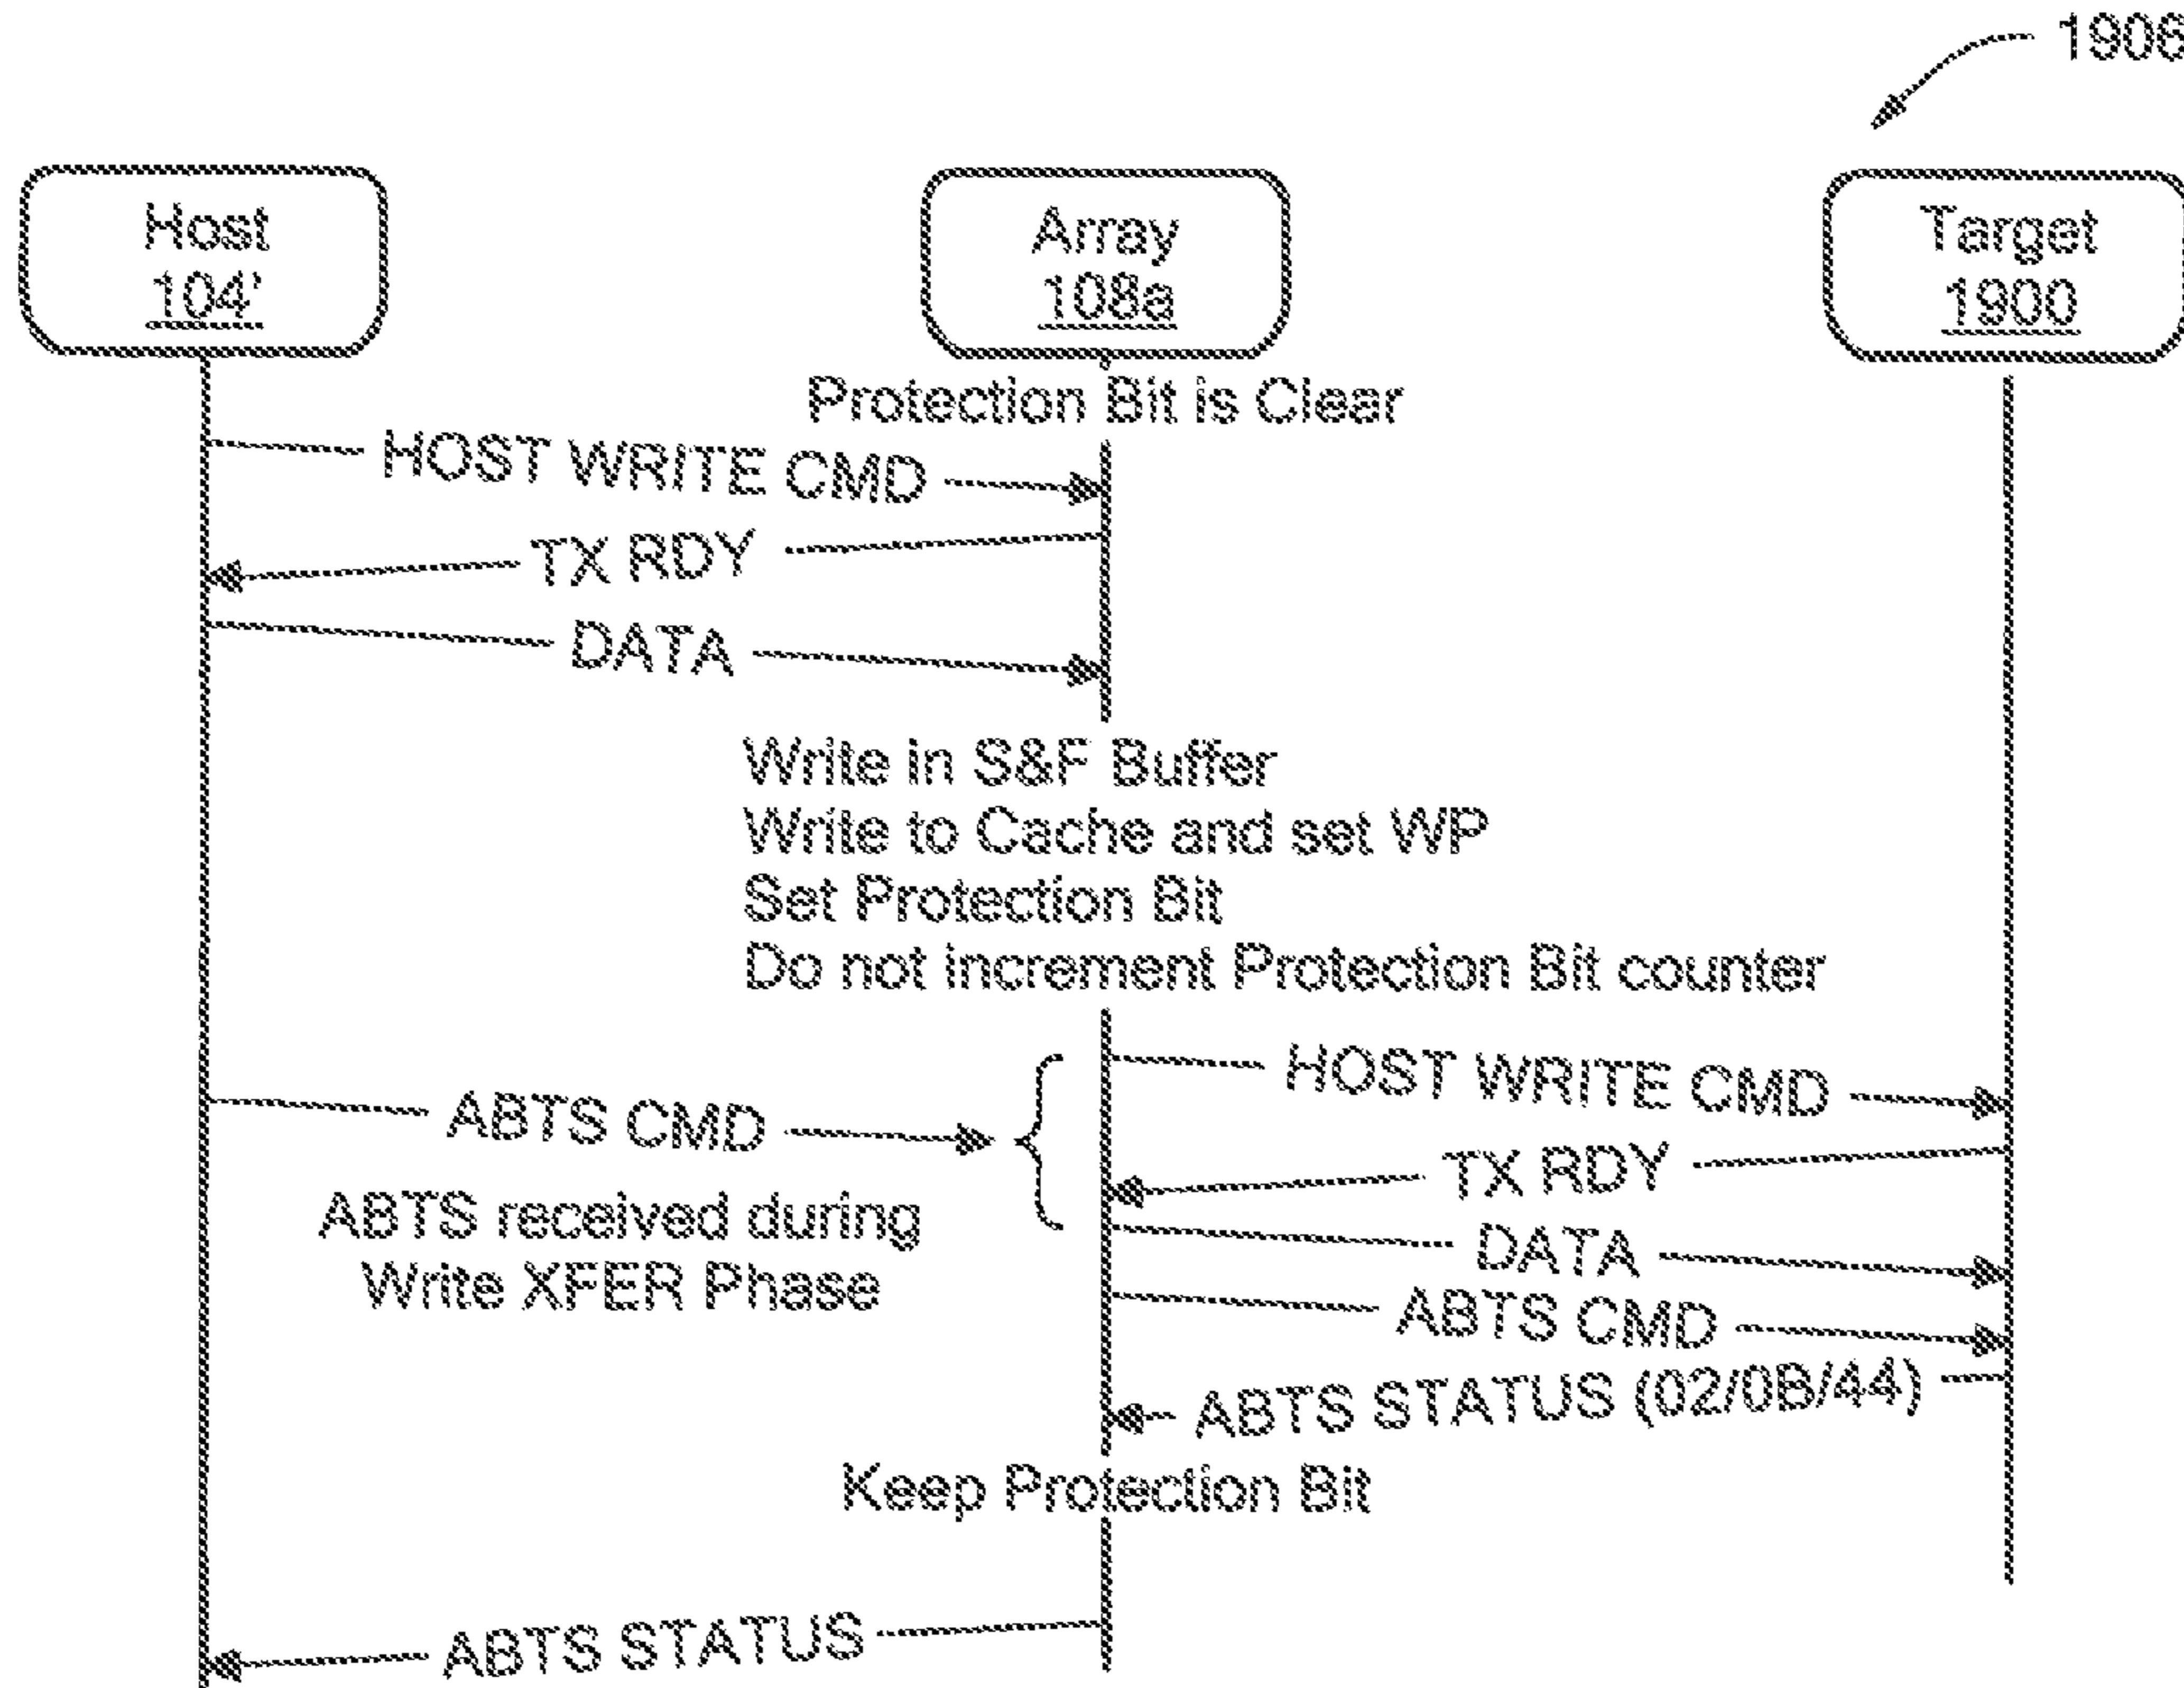 1906
Host
104'
Array
108a
Target
1900
Protection Bit is Clear
HOST WRITE CMD
TX RDY
DATA
Write in S&F Buffer
Write to Cache and set WP
Set Protection Bit
Do not increment Protection Bit counter
HOST WRITE CMD
ABTS CMD
TX RDY
ABTS received during
Write XFER Phase
DATA
ABTS CMD
ABTS STATUS (02/0B/44)
Keep Protection Bit
ABTS STATUS